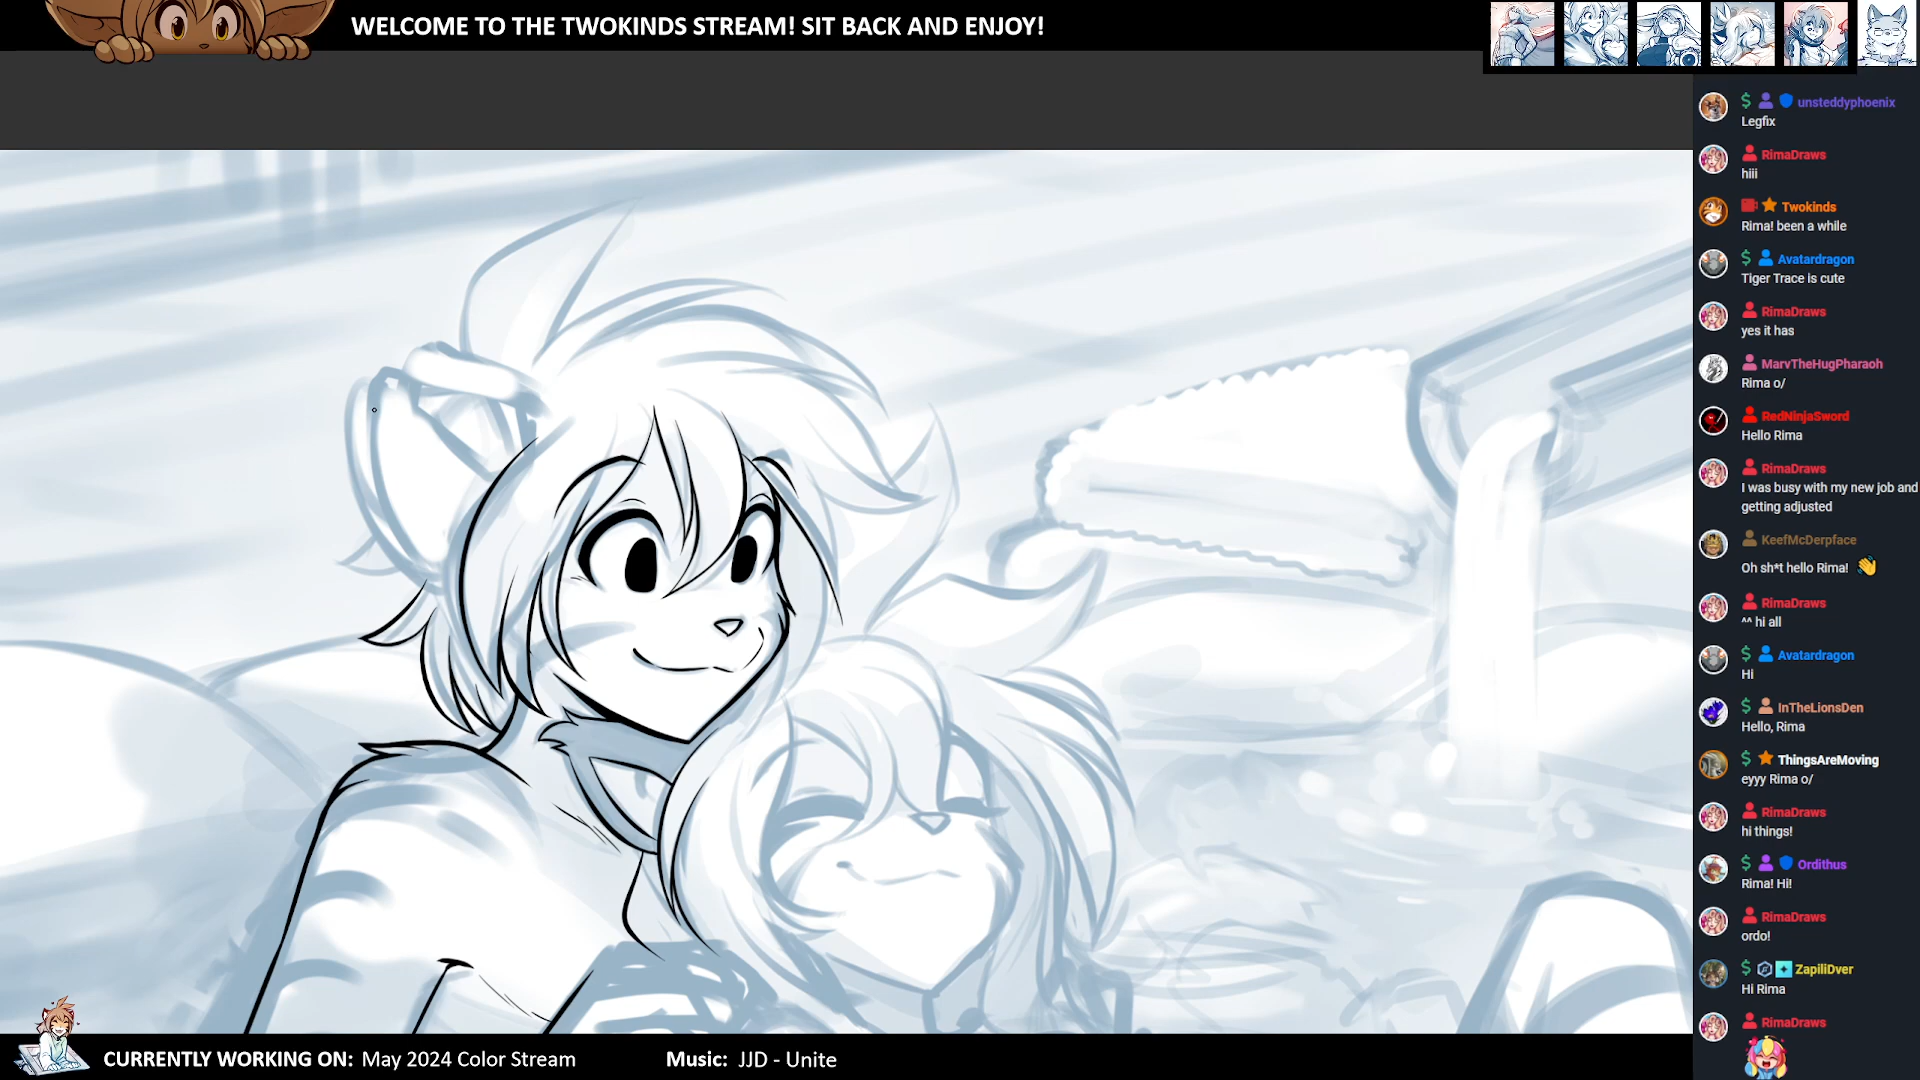 WELCOME TO THE TWOKINDS STREAM! SIT BACK AND ENJOY!
unsteddyphoenix
Legfix
RimaDraws
hiii
Twokinds
Rima! been a while
Avatardragon
Tiger Trace is cute
RimaDraws
yes it has
MarvTheHugPharaoh
Rima o/
RedNinjaSword
Hello Rima
RimaDraws
I was busy with my new job and
getting adjusted
KeefMcDerpface
Oh sh*t hello Rima! 👋
RimaDraws
^^ hi all
Avatardragon
Hi
InTheLionsDen
Hello, Rima
ThingsAreMoving
eyyy Rima o/
RimaDraws
hi things!
Ordithus
Rima! Hi!
RimaDraws
ordo!
ZapiliDver
Hi Rima
RimaDraws
CURRENTLY WORKING ON: May 2024 Color Stream
Music: JJD - Unite